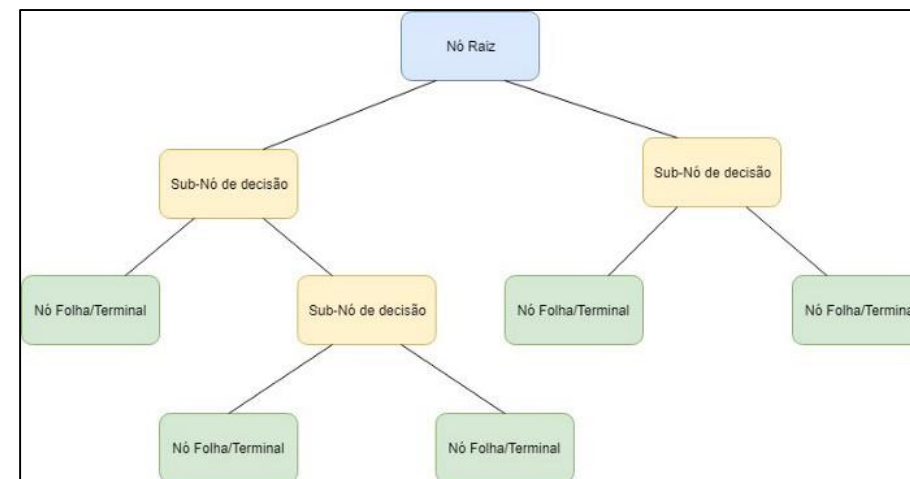 Nó Raiz
Sub-Nó de decisão
Sub-Nó de decisão
Nó Folha/Terminal
Sub-Nó de decisão
Nó Folha/Terminal
Nó Folha/Termina
Nó Folha/Terminal
Nó Folha/Terminal